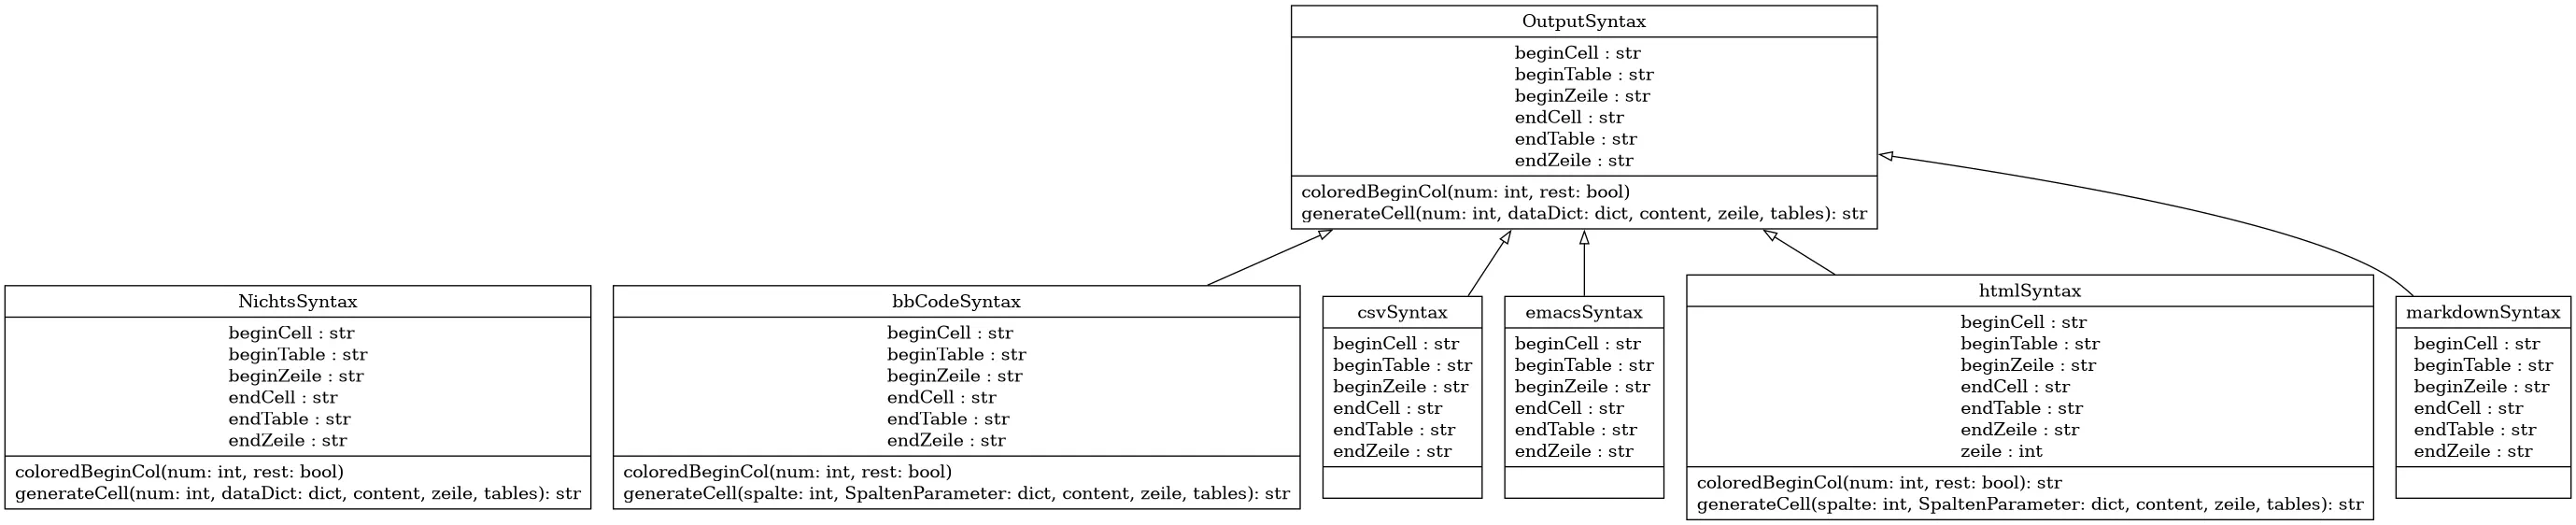 OutputSyntax
beginCell : str
beginTable : str
beginZeile : str
endCell : str
endTable : str
endZeile : str
coloredBeginCol(num: int, rest: bool)
generateCell(num: int, dataDict: dict, content, zeile, tables): str
NichtsSyntax
beginCell : str
beginTable : str
beginZeile : str
endCell : str
endTable : str
endZeile : str
coloredBeginCol(num: int, rest: bool)
generateCell(num: int, dataDict: dict, content, zeile, tables): str
bbCodeSyntax
beginCell : str
beginTable : str
beginZeile : str
endCell : str
endTable : str
endZeile : str
coloredBeginCol(num: int, rest: bool)
generateCell(spalte: int, SpaltenParameter: dict, content, zeile, tables): str
csvSyntax
beginCell : str
beginTable : str
beginZeile : str
endCell : str
endTable : str
endZeile : str
emacsSyntax
beginCell : str
beginTable : str
beginZeile : str
endCell : str
endTable : str
endZeile : str
htmlSyntax
beginCell : str
beginTable : str
beginZeile : str
endCell : str
endTable : str
endZeile : str
zeile : int
coloredBeginCol(num: int, rest: bool): str
generateCell(spalte: int, SpaltenParameter: dict, content, zeile, tables): str
markdownSyntax
beginCell : str
beginTable : str
beginZeile : str
endCell : str
endTable : str
endZeile : str